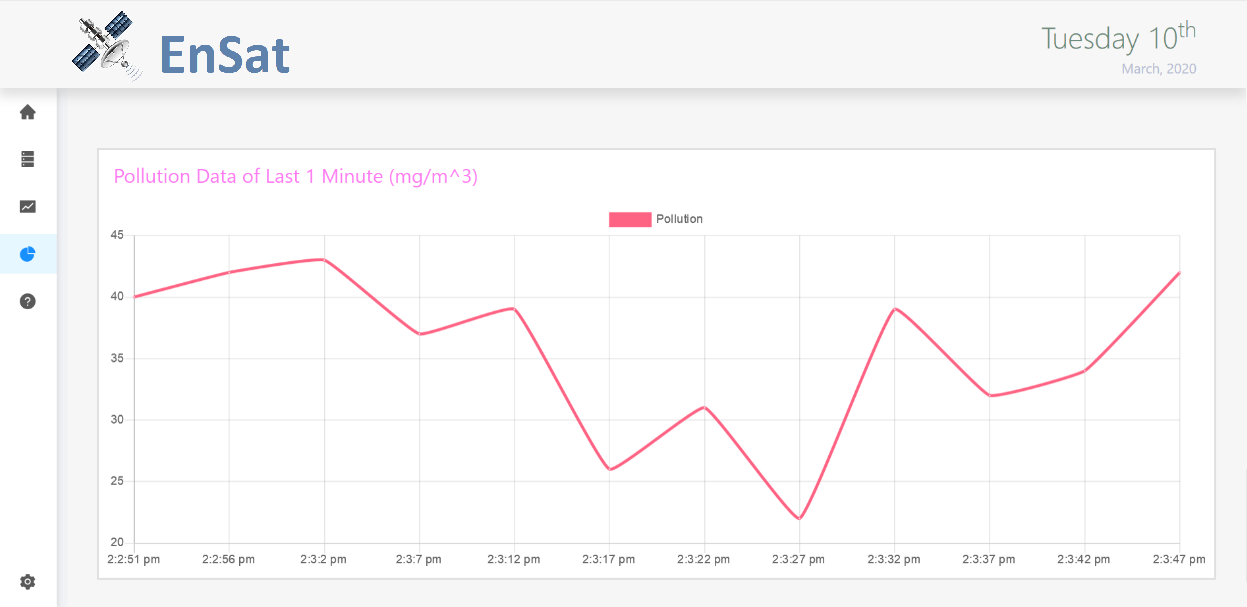 EnSat
Tuesday 10th
March, 2020
Pollution Data of Last 1 Minute (mg/m^3)
Pollution
45
40
35
30
25
20
2:2:51 pm 2:2:56 pm 2:3:2 pm 2:3:7 pm 2:3:12 pm 2:3:17 pm 2:3:22 pm 2:3:27 pm 2:3:32 pm 2:3:37 pm 2:3:42 pm 2:3:47 pm